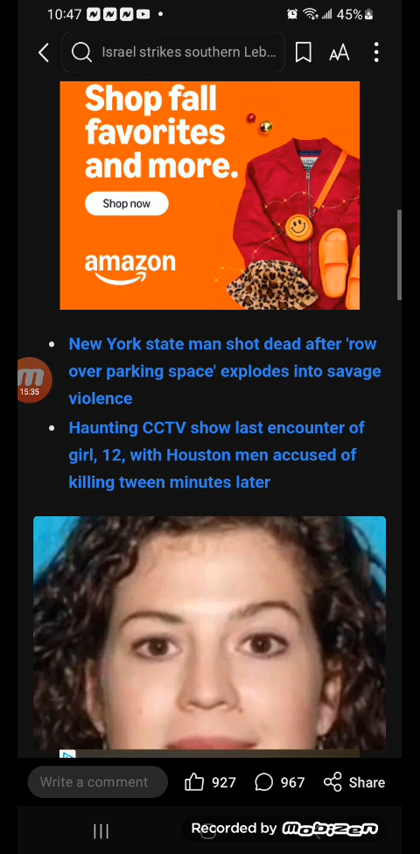 10:47
45%
Israel strikes southern Leb...
AA
Shop fall
favorites
and more.
Shop now
amazon
New York state man shot dead after 'row
over parking space' explodes into savage
violence
15:35
Haunting CCTV show last encounter of
girl, 12, with Houston men accused of
killing tween minutes later
Write a comment
927
967
Share
Recorded by mobizen